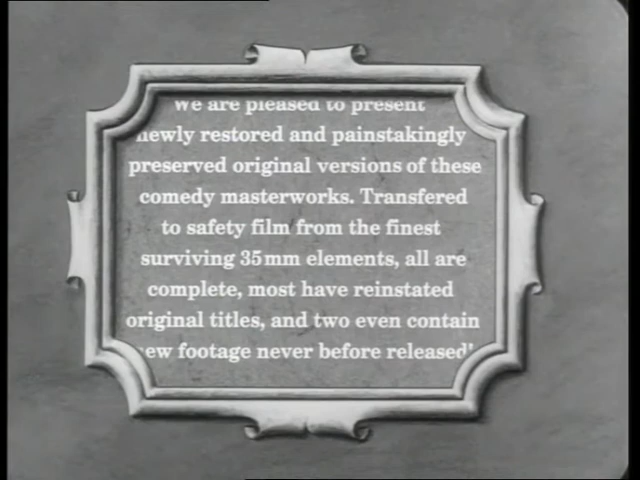 We are pleased to present
newly restored and painstakingly
preserved original versions of these
comedy masterworks. Transfered
to safety film from the finest
surviving 35mm elements, all are
complete, most have reinstated
original titles, and two even contain
new footage never before released!